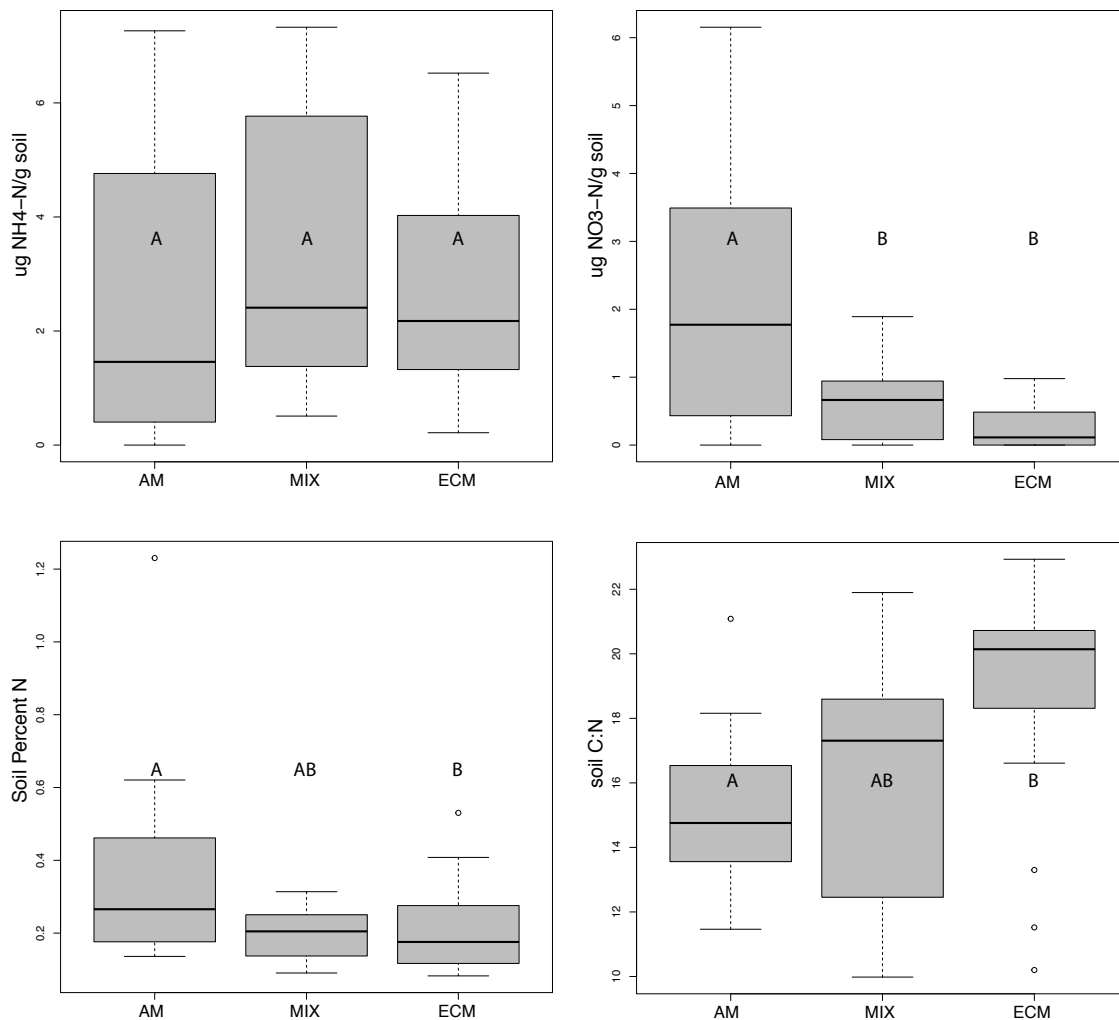 ug NH4−N/g soil
6
4
2
0
A A A
AM MIX ECM
ug NO3−N/g soil
6
5
4
3
2
1
0
A B B
AM MIX ECM
Soil Percent N
1.2
1.0
0.8
0.6
0.4
0.2
A AB B
AM MIX ECM
soil C:N
22
20
18
16
14
12
10
A AB B
AM MIX ECM